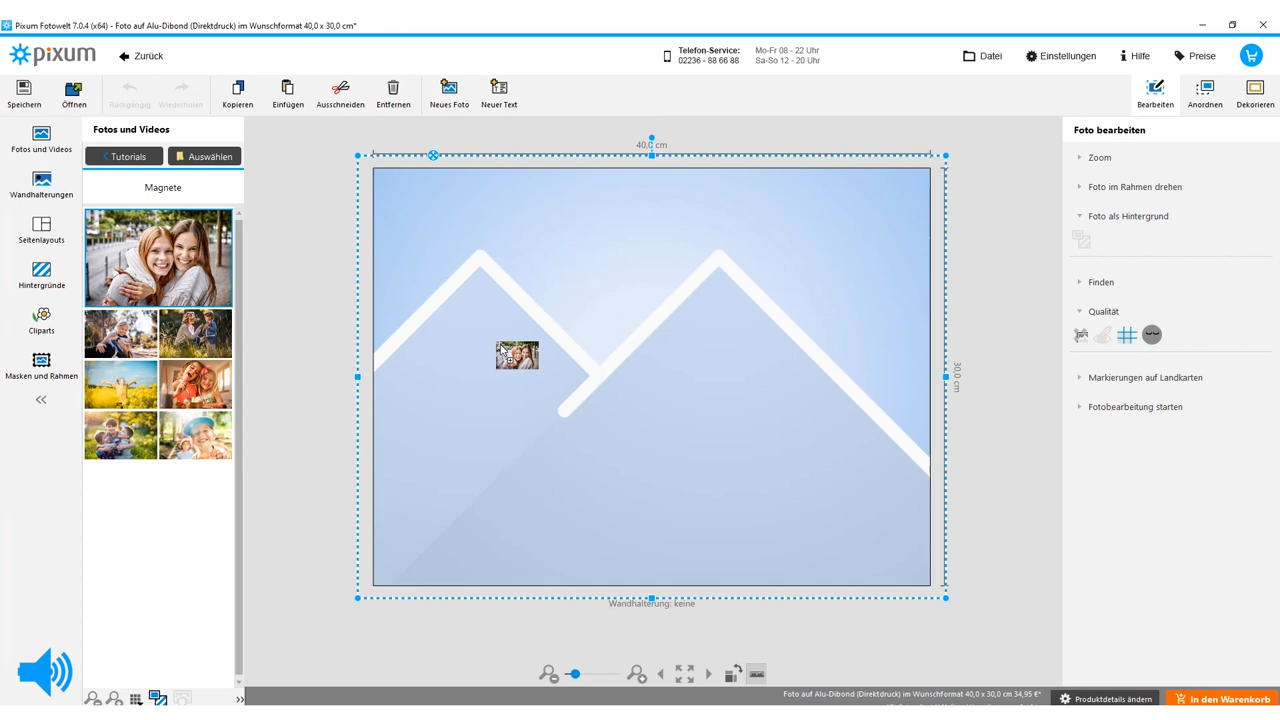 Pixum Fotowelt 7.0.4 (x64) - Foto auf Alu-Dibond (Direktdruck) im Wunschformat 40,0 x 30,0 cm*
pixum
Zurück
Telefon-Service:
02236 - 88 66 88
Mo-Fr 08 - 22 Uhr
Sa-So 12 - 20 Uhr
Datei
Einstellungen
Hilfe
Preise
Speichern
Öffnen
Rückgängig
Wiederholen
Kopieren
Einfügen
Ausschneiden
Entfernen
Neues Foto
Neuer Text
Bearbeiten
Anordnen
Dekorieren
Fotos und Videos
Wandhalterungen
Seitenlayouts
Hintergründe
Cliparts
Masken und Rahmen
Fotos und Videos
Tutorials
Auswählen
Magnete
40,0 cm
30,0 cm
Wandhalterung: keine
Foto bearbeiten
Zoom
Foto im Rahmen drehen
Foto als Hintergrund
Finden
Qualität
Markierungen auf Landkarten
Fotobearbeitung starten
Foto auf Alu-Dibond (Direktdruck) im Wunschformat 40,0 x 30,0 cm 34,95 €*
Produktdetails ändern
In den Warenkorb